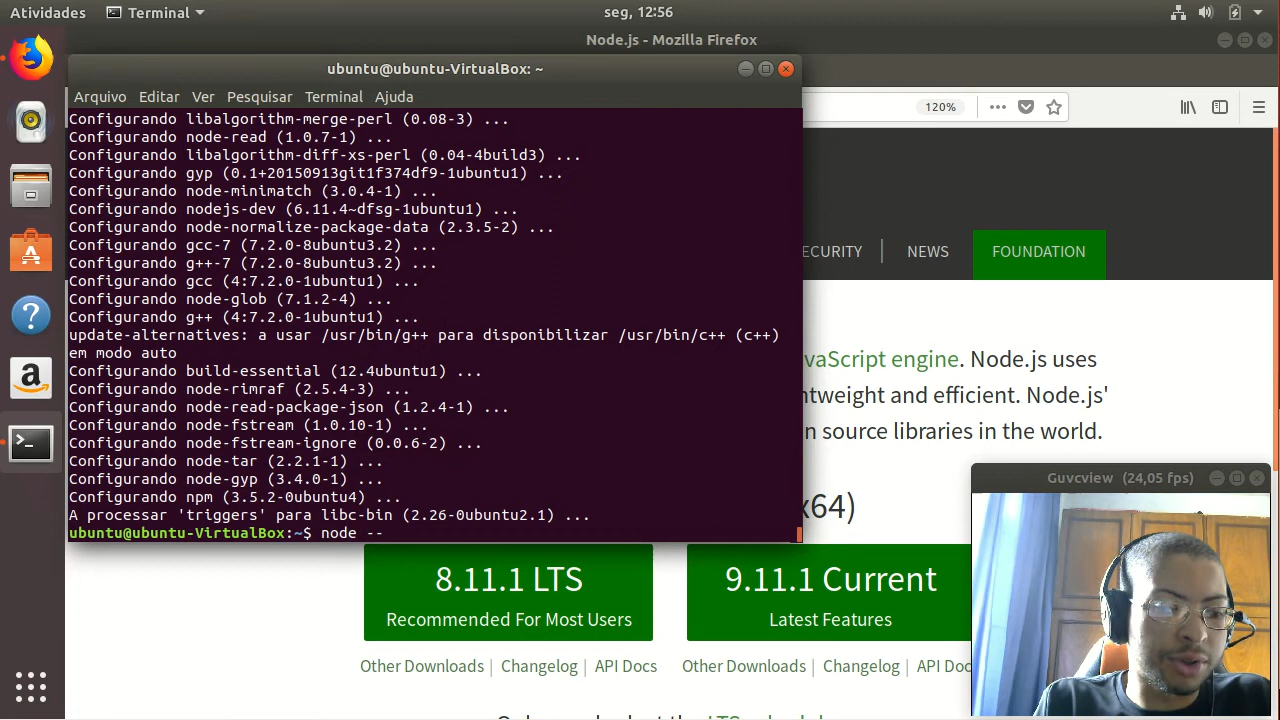 Atividades
Terminal
seg, 12:56
Node.js - Mozilla Firefox
ubuntu@ubuntu-VirtualBox: ~
Arquivo Editar Ver Pesquisar Terminal Ajuda
120%
Configurando libalgorithm-merge-perl (0.08-3) ...
Configurando node-read (1.0.7-1) ...
Configurando libalgorithm-diff-xs-perl (0.04-4build3) ...
Configurando gyp (0.1+20150913git1f374df9-1ubuntu1) ...
Configurando node-minimatch (3.0.4-1) ...
Configurando nodejs-dev (6.11.4~dfsg-1ubuntu1) ...
Configurando node-normalize-package-data (2.3.5-2) ...
Configurando gcc-7 (7.2.0-8ubuntu3.2) ...
Configurando g++-7 (7.2.0-8ubuntu3.2) ...
Configurando gcc (4:7.2.0-1ubuntu1) ...
Configurando node-glob (7.1.2-4) ...
Configurando g++ (4:7.2.0-1ubuntu1) ...
update-alternatives: a usar /usr/bin/g++ para disponibilizar /usr/bin/c++ (c++)
em modo auto
Configurando build-essential (12.4ubuntu1) ...
Configurando node-rimraf (2.5.4-3) ...
Configurando node-read-package-json (1.2.4-1) ...
Configurando node-fstream (1.0.10-1) ...
Configurando node-fstream-ignore (0.0.6-2) ...
Configurando node-tar (2.2.1-1) ...
Configurando node-gyp (3.4.0-1) ...
Configurando npm (3.5.2-0ubuntu4) ...
A processar 'triggers' para libc-bin (2.26-0ubuntu2.1) ...
ubuntu@ubuntu-VirtualBox:~$ node --
ECURITY | NEWS FOUNDATION
vaScript engine. Node.js uses
htweight and efficient. Node.js'
n source libraries in the world.
x64)
Guvcview (24,05 fps)
8.11.1 LTS
Recommended For Most Users
9.11.1 Current
Latest Features
Other Downloads | Changelog | API Docs
Other Downloads | Changelog | API Doc
a